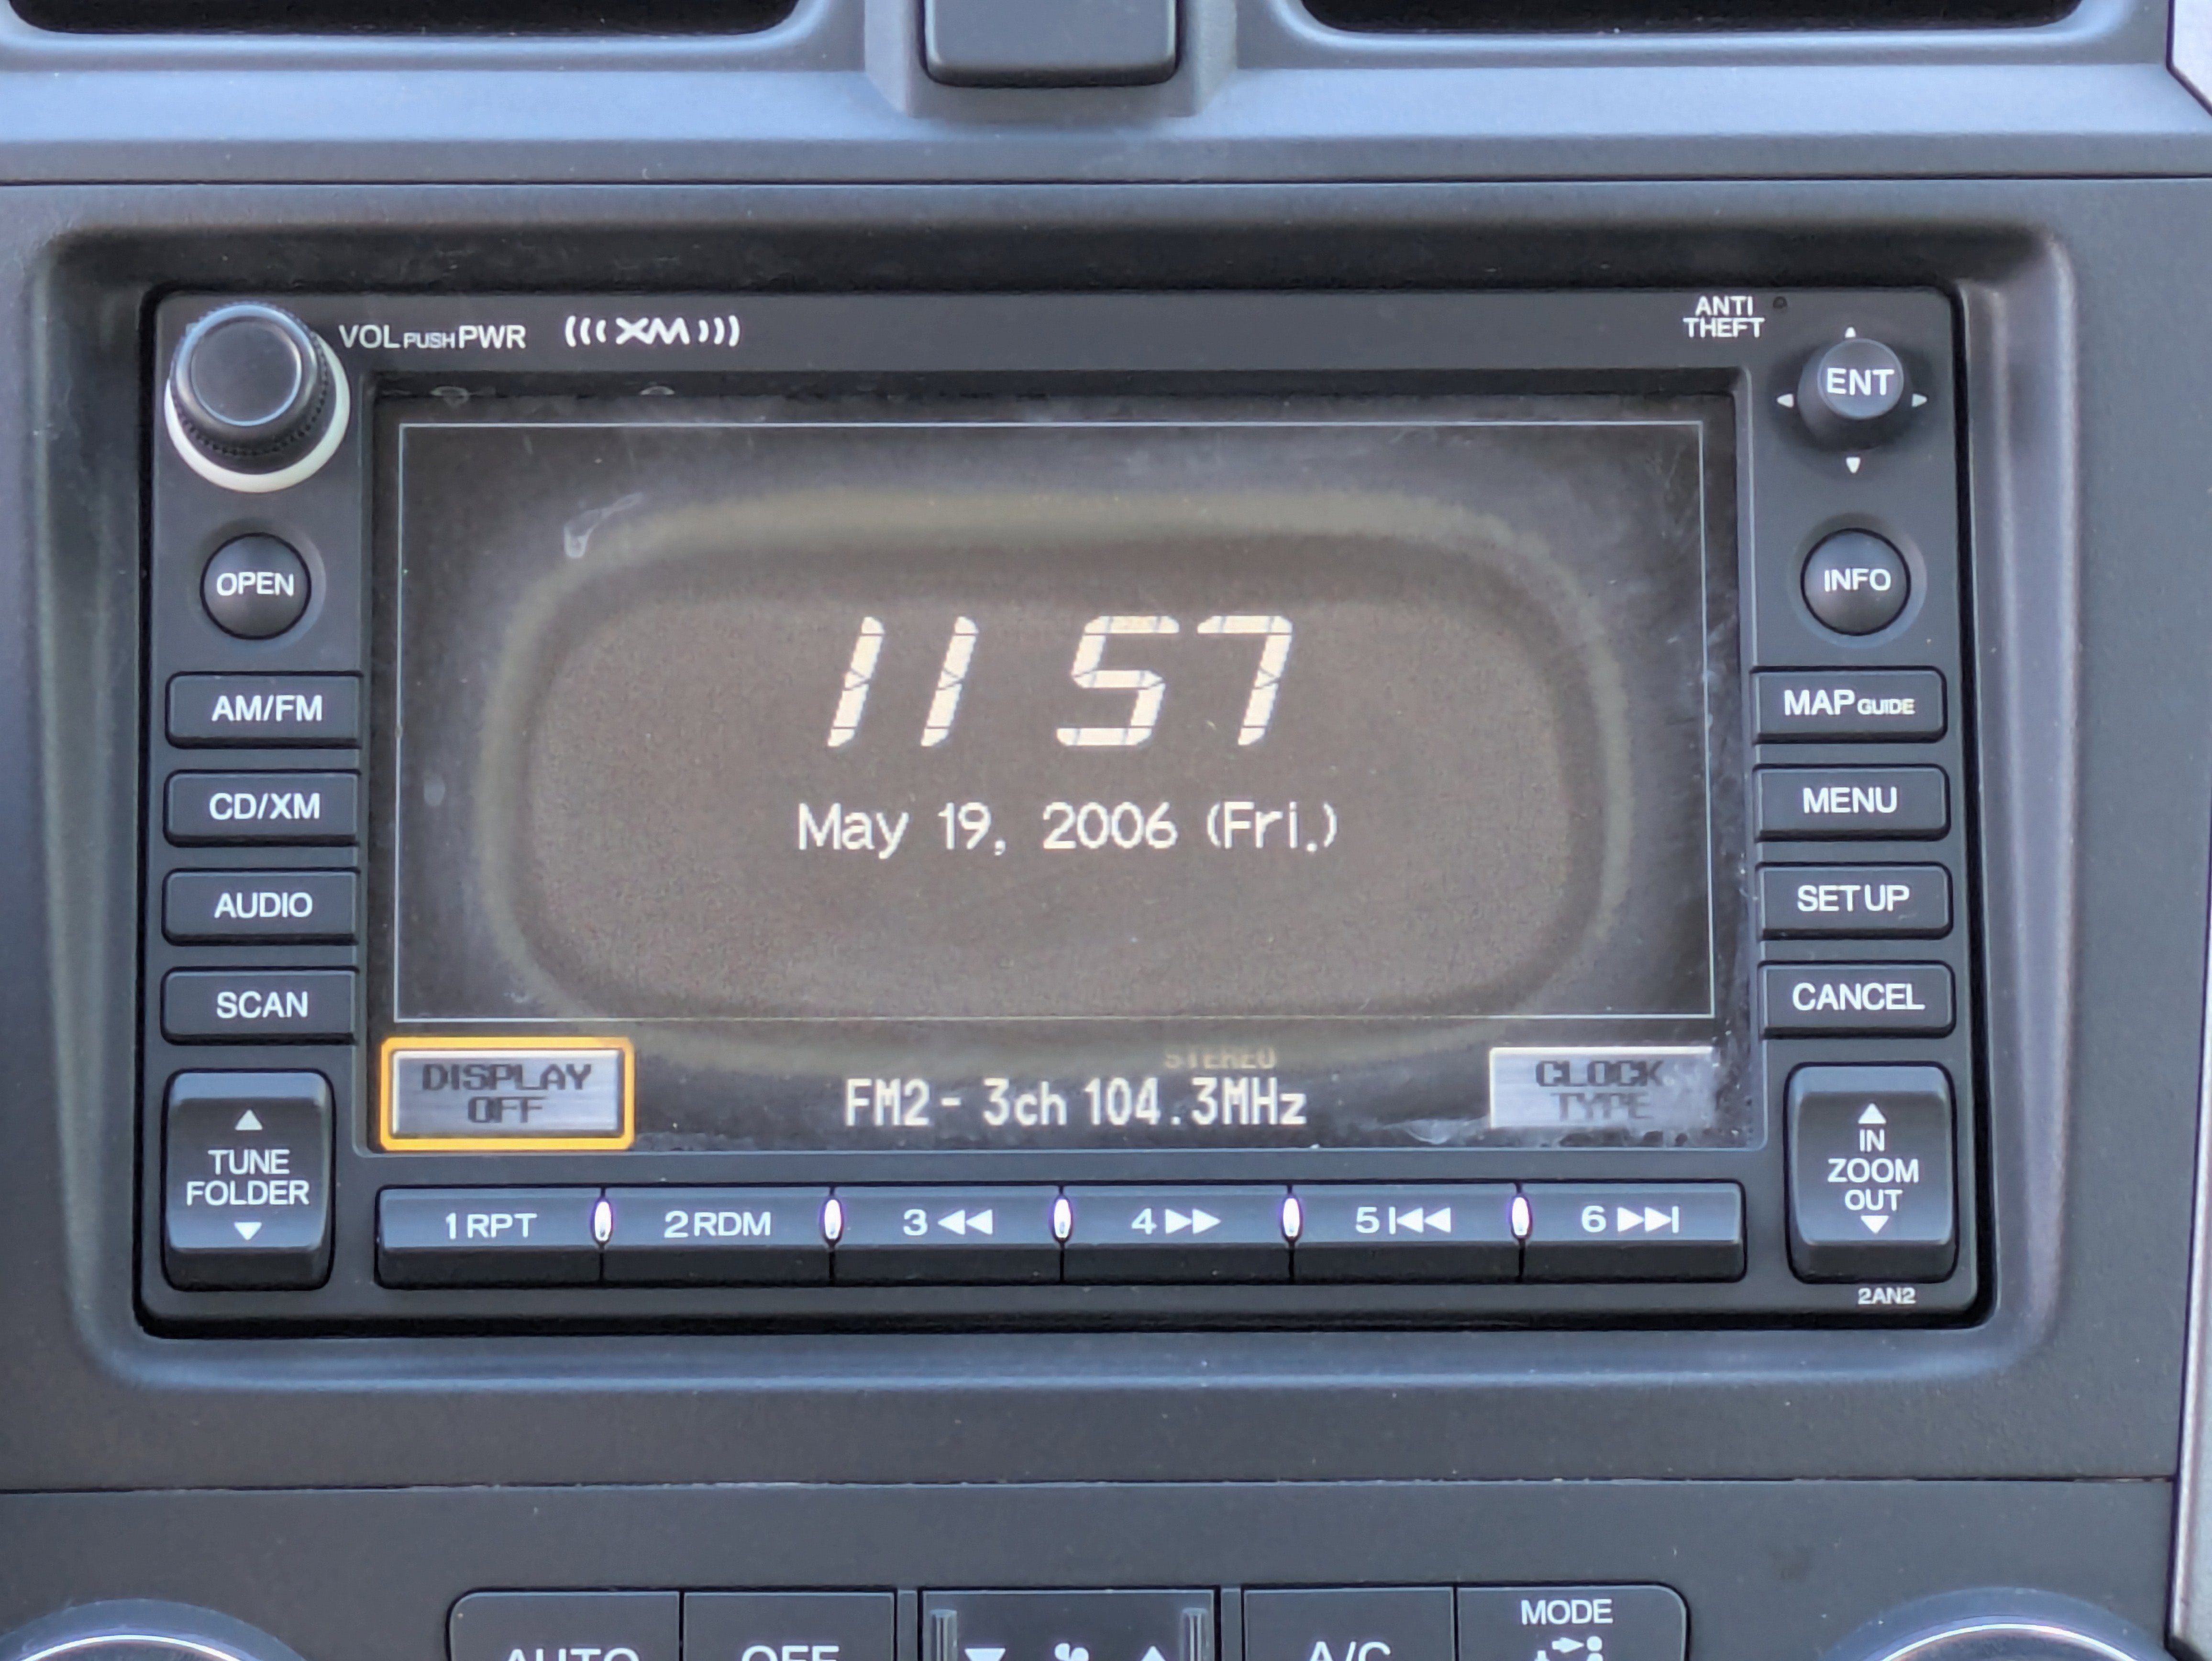 VOL PUSH PWR
(((XM)))
ANTI
THEFT
ENT
OPEN
INFO
11 57
AM/FM
MAP GUIDE
CD/XM
MENU
May 19, 2006 (Fri.)
AUDIO
SETUP
SCAN
CANCEL
DISPLAY
OFF
STEREO
FM2- 3ch 104.3MHz
CLOCK
TYPE
TUNE
FOLDER
IN
ZOOM
OUT
1 RPT
2 RDM
3 ◀◀
4 ▶▶
5 |◀◀
6 ▶▶|
2AN2
AUTO
OFF
A/C
MODE